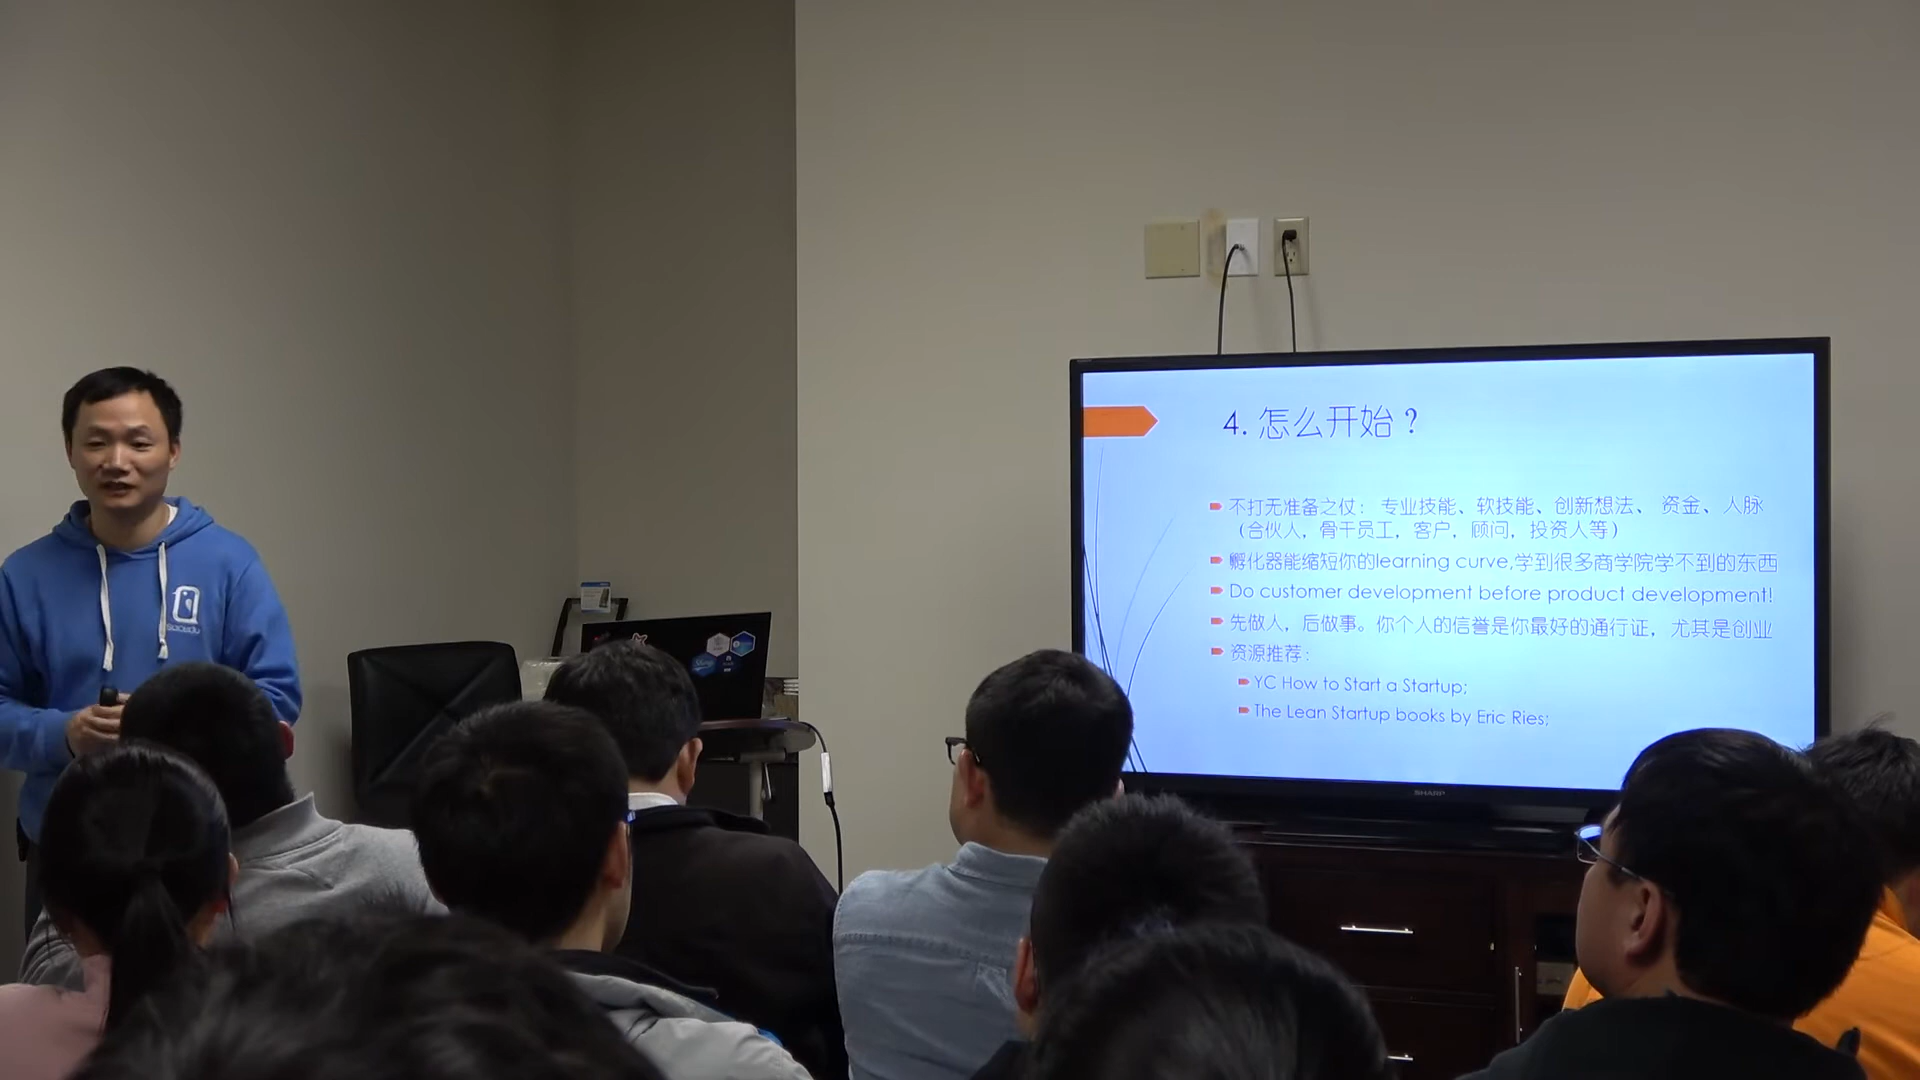 4. 怎么开始？
不打无准备之仗： 专业技能、软技能、创新想法、 资金、人脉
（合伙人，骨干员工，客户，顾问，投资人等）
孵化器能缩短你的learning curve,学到很多商学院学不到的东西
Do customer development before product development!
先做人，后做事。你个人的信誉是你最好的通行证，尤其是创业
资源推荐：
YC How to Start a Startup;
The Lean Startup books by Eric Ries;
SHARP